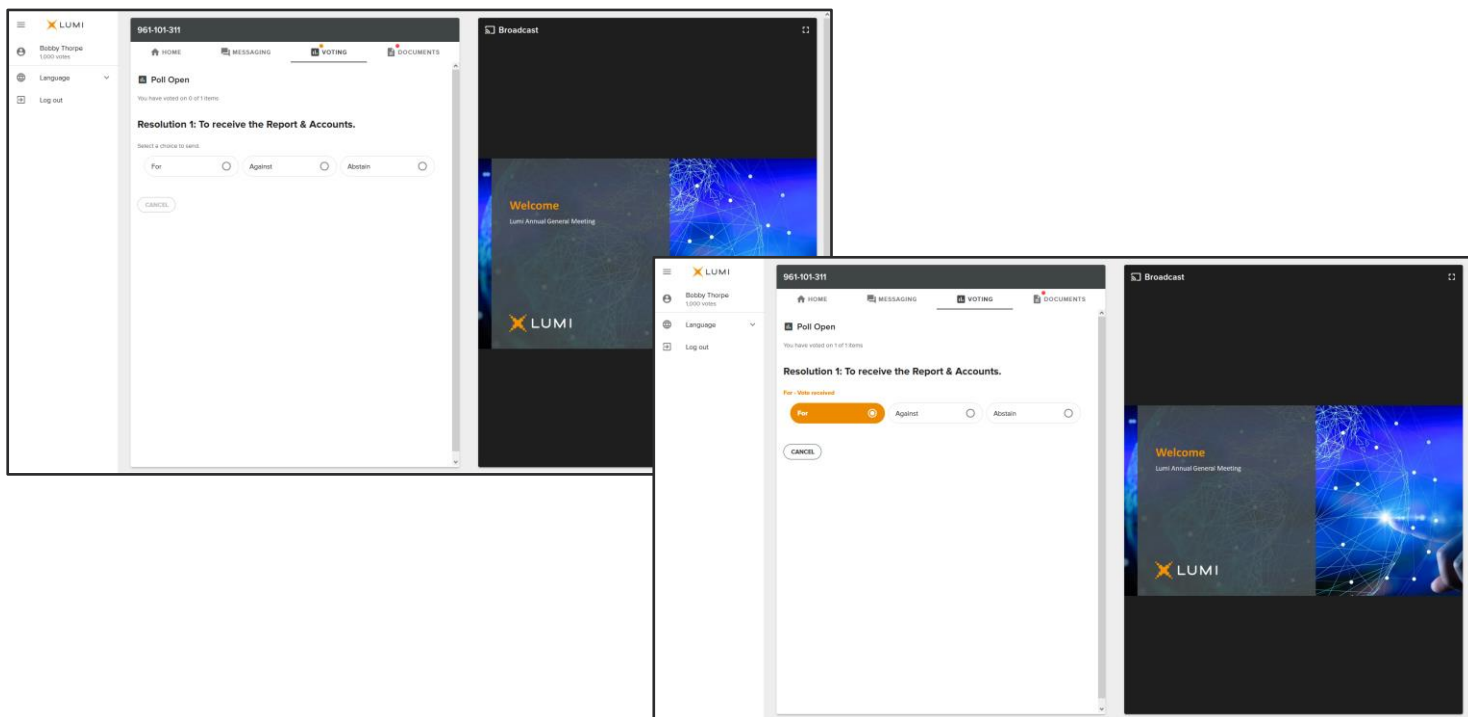 LUMI
Bobby Thorpe
1,000 votes
Language
Log out
961-101-311
HOME MESSAGING VOTING DOCUMENTS
Poll Open
You have voted on 0 of 1 items
Resolution 1: To receive the Report & Accounts.
Select a choice to send.
For Against Abstain
CANCEL
Broadcast
Welcome
Lumi Annual General Meeting
LUMI
LUMI
Bobby Thorpe
1,000 votes
Language
Log out
961-101-311
HOME MESSAGING VOTING DOCUMENTS
Poll Open
You have voted on 1 of 1 items
Resolution 1: To receive the Report & Accounts.
For - Vote received
For Against Abstain
CANCEL
Broadcast
Welcome
Lumi Annual General Meeting
LUMI